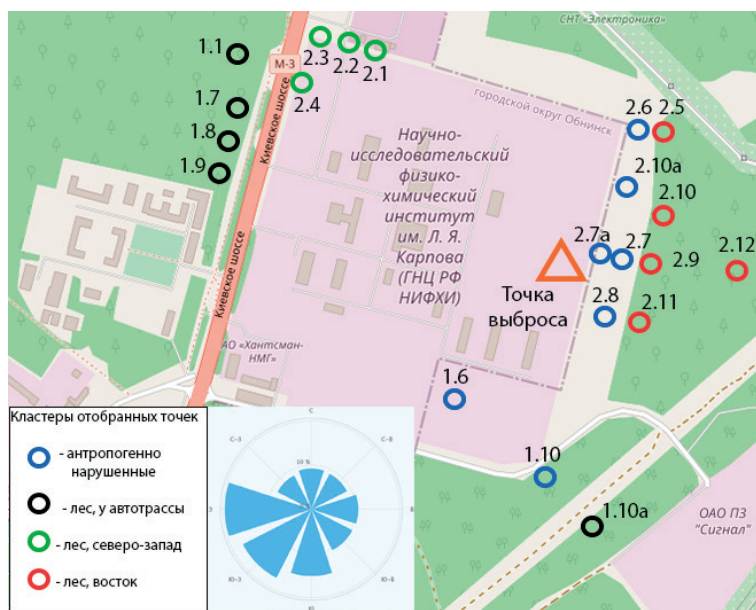 СНТ «Электроника»
1.1
2.3
2.2
2.1
М-3
2.4
городской округ Обнинск
1.7
2.6
2.5
1.8
Киевское шоссе
Научно-
исследовательский
физико-
химический
институт
им. Л. Я.
Карпова
(ГНЦ РФ
НИФХИ)
1.9
2.10а
2.10
2.7а
2.7
2.9
2.12
Киевское шоссе
Точка
выброса
2.8
2.11
АО «Хантсман-
НМГ»
1.6
Кластеры отобранных точек
- антропогенно
нарушенные
- лес, у автотрассы
- лес, северо-запад
- лес, восток
С
С-З
С-В
10 %
З
В
Ю-З
Ю-В
Ю
1.10
1.10а
ОАО ПЗ
"Сигнал"